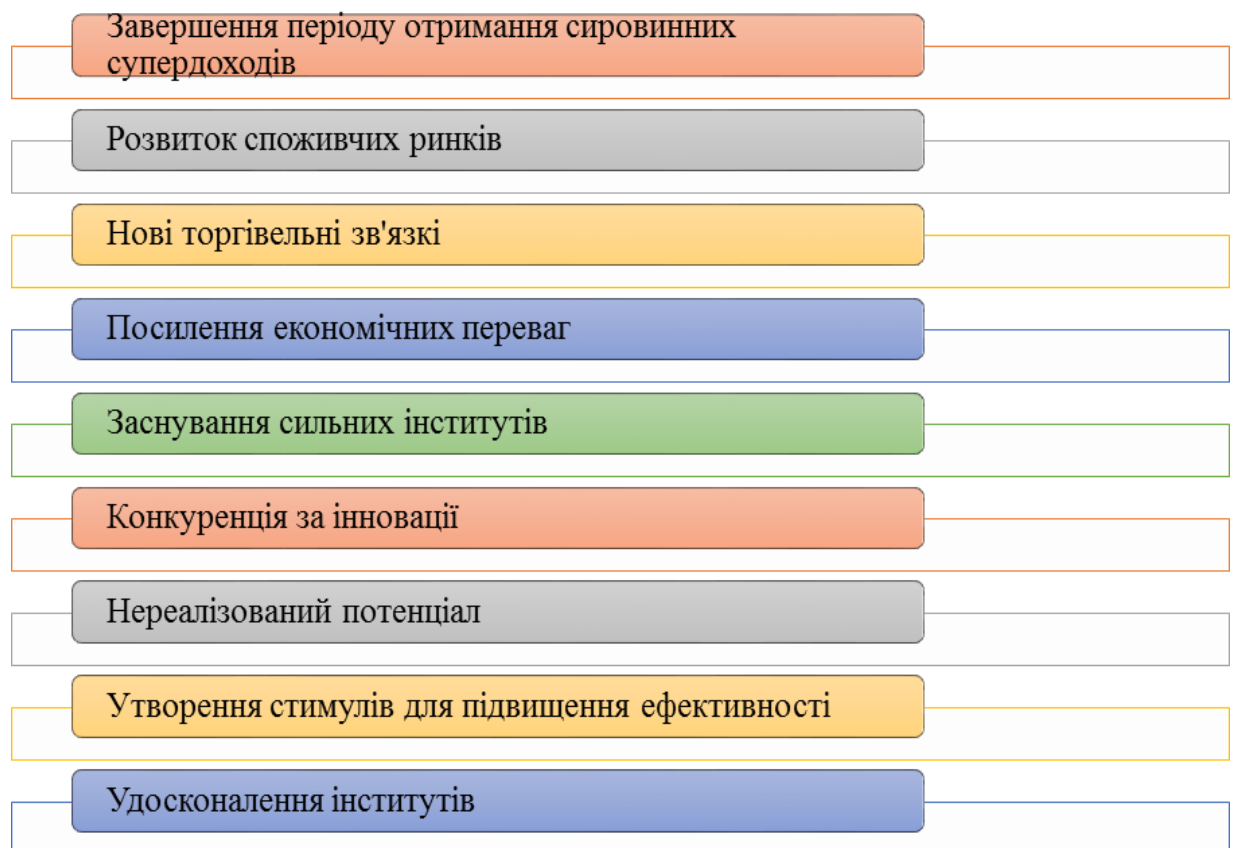 Завершення періоду отримання сировинних
супердоходів
Розвиток споживчих ринків
Нові торгівельні зв'язкі
Посилення економічних переваг
Заснування сильних інститутів
Конкуренція за інновації
Нереалізований потенціал
Утворення стимулів для підвищення ефективності
Удосконалення інститутів